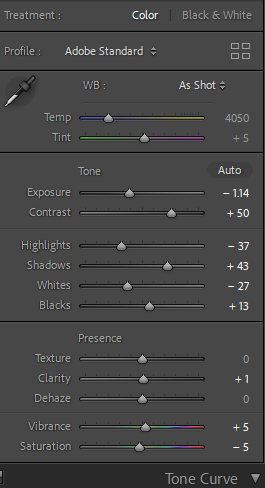 Treatment : Color | Black & White
Profile : Adobe Standard
WB : As Shot
Temp 4050
Tint + 5
Tone Auto
Exposure − 1.14
Contrast + 50
Highlights − 37
Shadows + 43
Whites − 27
Blacks + 13
Presence
Texture 0
Clarity + 1
Dehaze 0
Vibrance + 5
Saturation − 5
Tone Curve